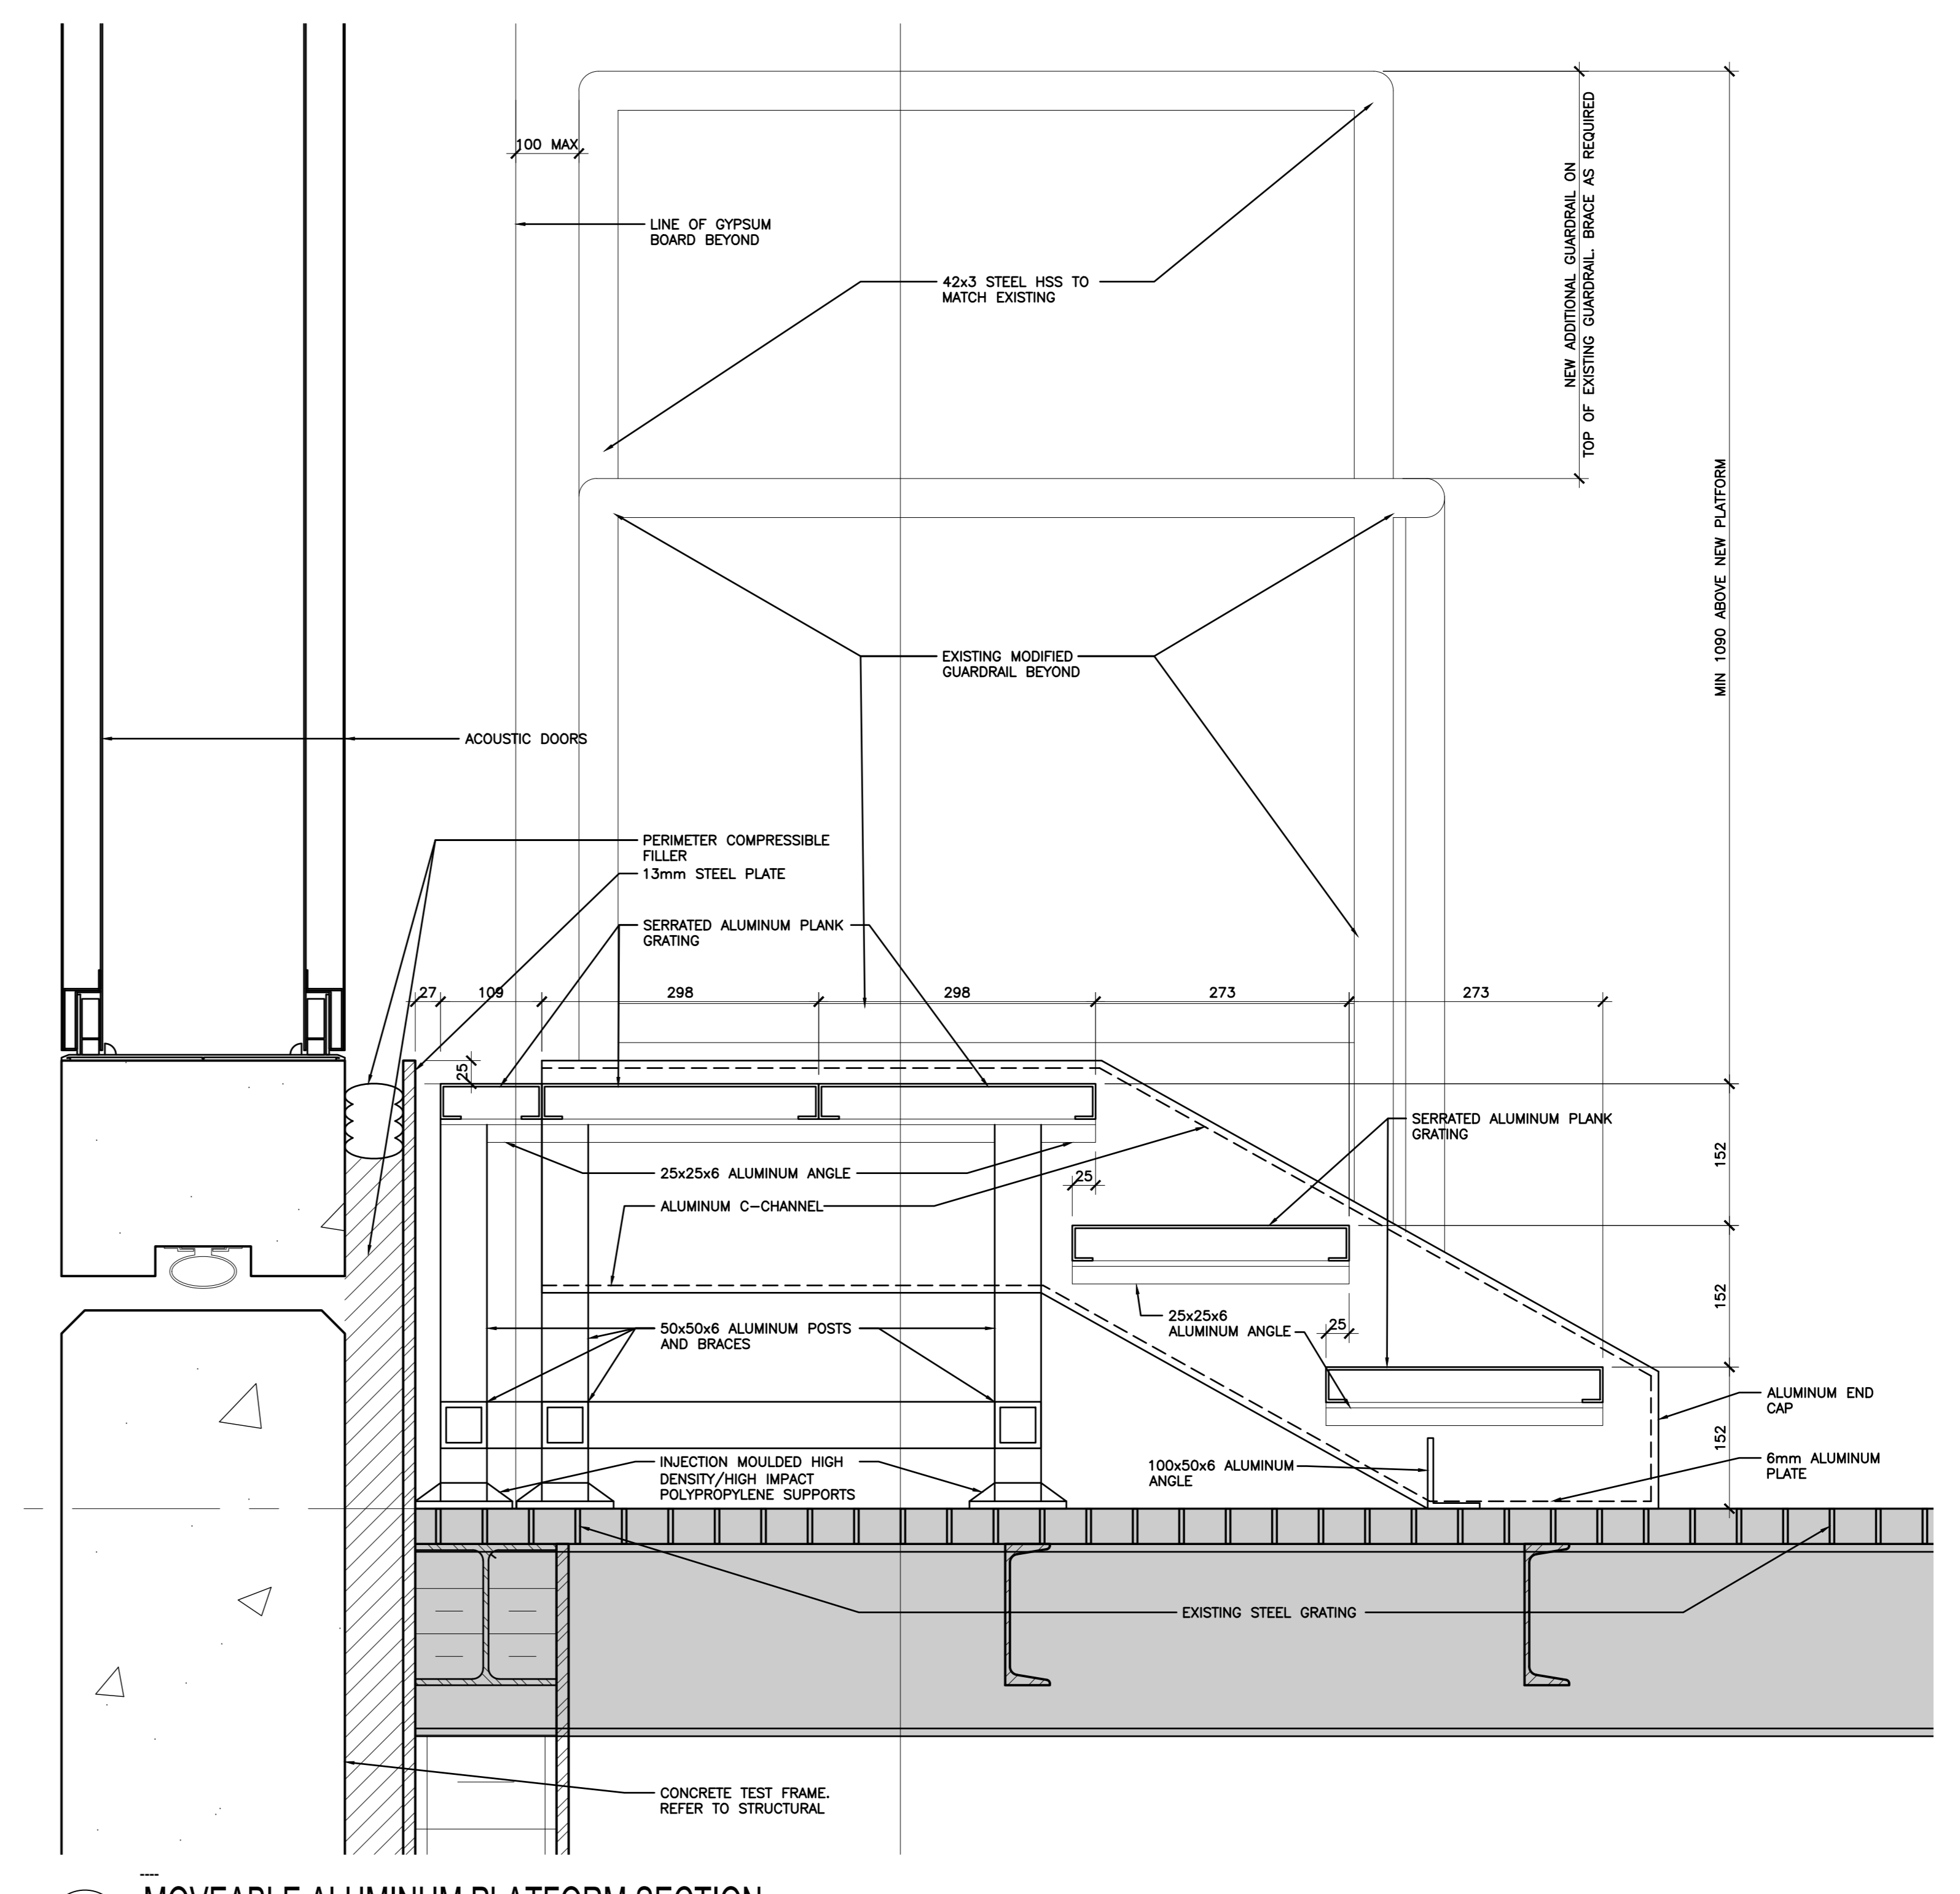 100 MAX
LINE OF GYPSUM
BOARD BEYOND
42x3 STEEL HSS TO
MATCH EXISTING
NEW ADDITIONAL GUARDRAIL ON
TOP OF EXISTING GUARDRAIL. BRACE AS REQUIRED
MIN 1090 ABOVE NEW PLATFORM
EXISTING MODIFIED
GUARDRAIL BEYOND
ACOUSTIC DOORS
PERIMETER COMPRESSIBLE
FILLER
13mm STEEL PLATE
SERRATED ALUMINUM PLANK
GRATING
27 109 298 298 273 273
25
SERRATED ALUMINUM PLANK
GRATING
152
25x25x6 ALUMINUM ANGLE
25
ALUMINUM C-CHANNEL
152
25x25x6
ALUMINUM ANGLE
25
50x50x6 ALUMINUM POSTS
AND BRACES
ALUMINUM END
CAP
152
INJECTION MOULDED HIGH
DENSITY/HIGH IMPACT
POLYPROPYLENE SUPPORTS
100x50x6 ALUMINUM
ANGLE
6mm ALUMINUM
PLATE
EXISTING STEEL GRATING
CONCRETE TEST FRAME.
REFER TO STRUCTURAL
----
MOVEABLE ALUMINUM PLATFORM SECTION